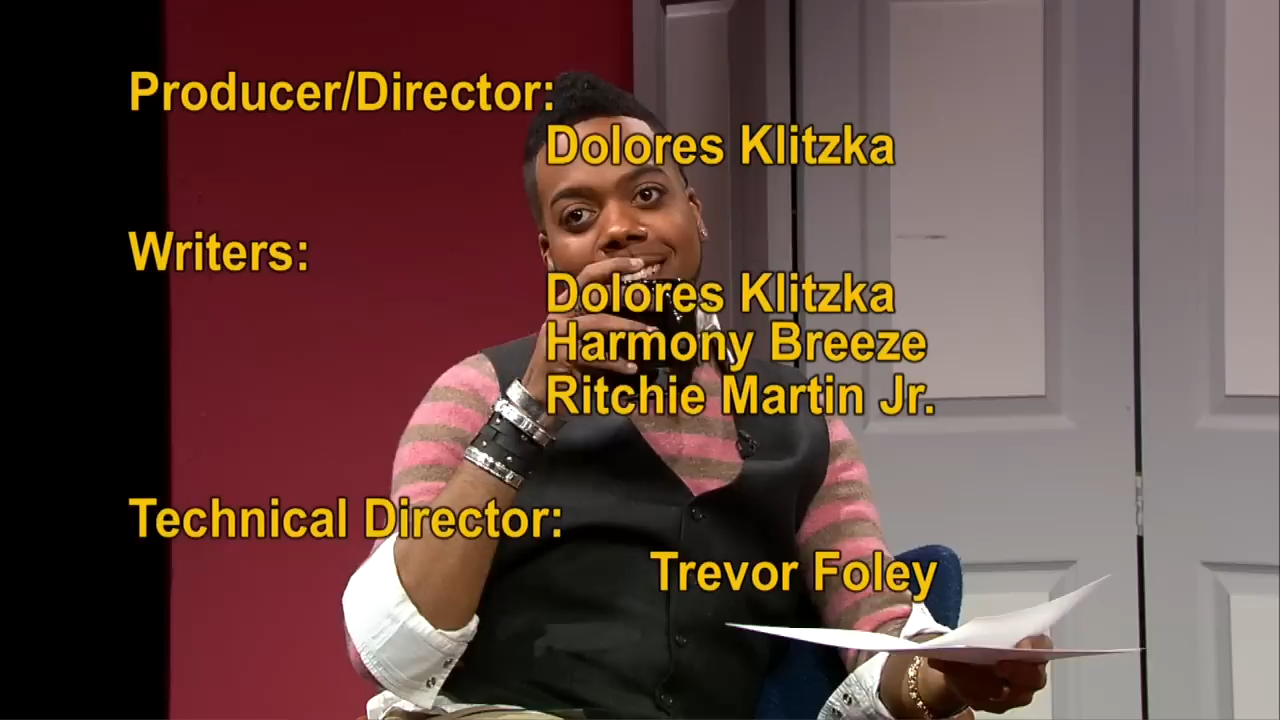 Producer/Director:
Dolores Klitzka
Writers:
Dolores Klitzka
Harmony Breeze
Ritchie Martin Jr.
Technical Director:
Trevor Foley